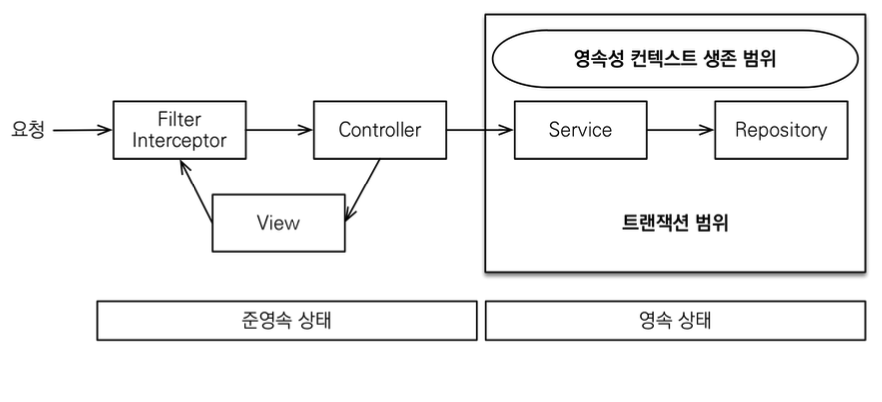 영속성 컨텍스트 생존 범위
요청
Filter
Interceptor
Controller
Service
Repository
View
트랜잭션 범위
준영속 상태
영속 상태